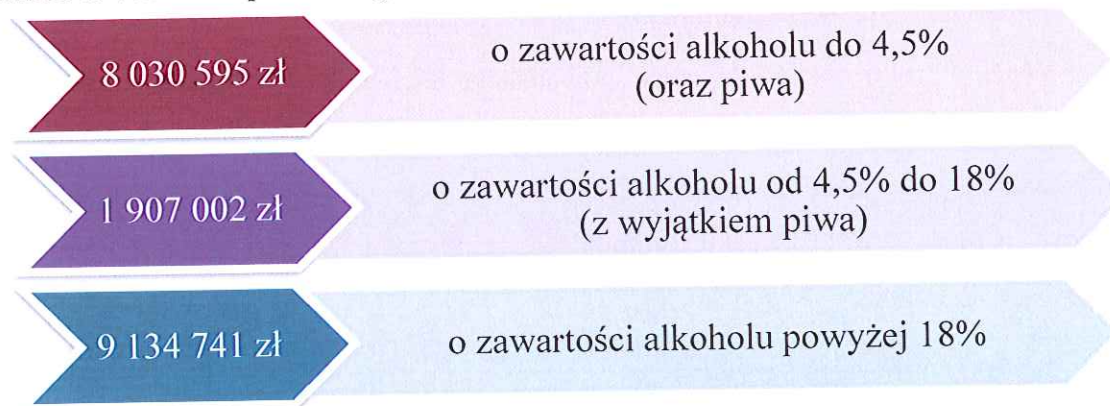 8 030 595 zł
o zawartości alkoholu do 4,5%
(oraz piwa)
1 907 002 zł
o zawartości alkoholu od 4,5% do 18%
(z wyjątkiem piwa)
9 134 741 zł
o zawartości alkoholu powyżej 18%